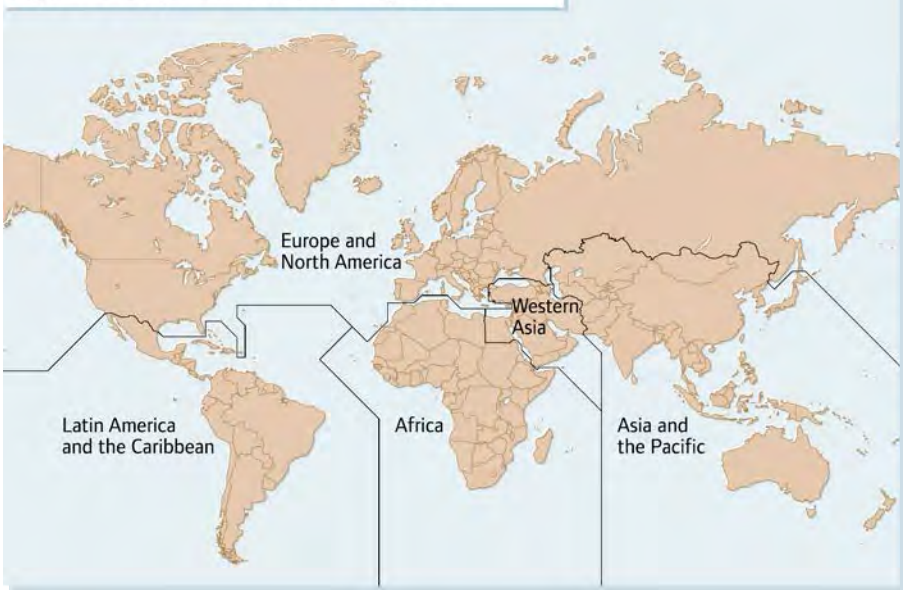 Europe and
North America
Western
Asia
Latin America
and the Caribbean
Africa
Asia and
the Pacific